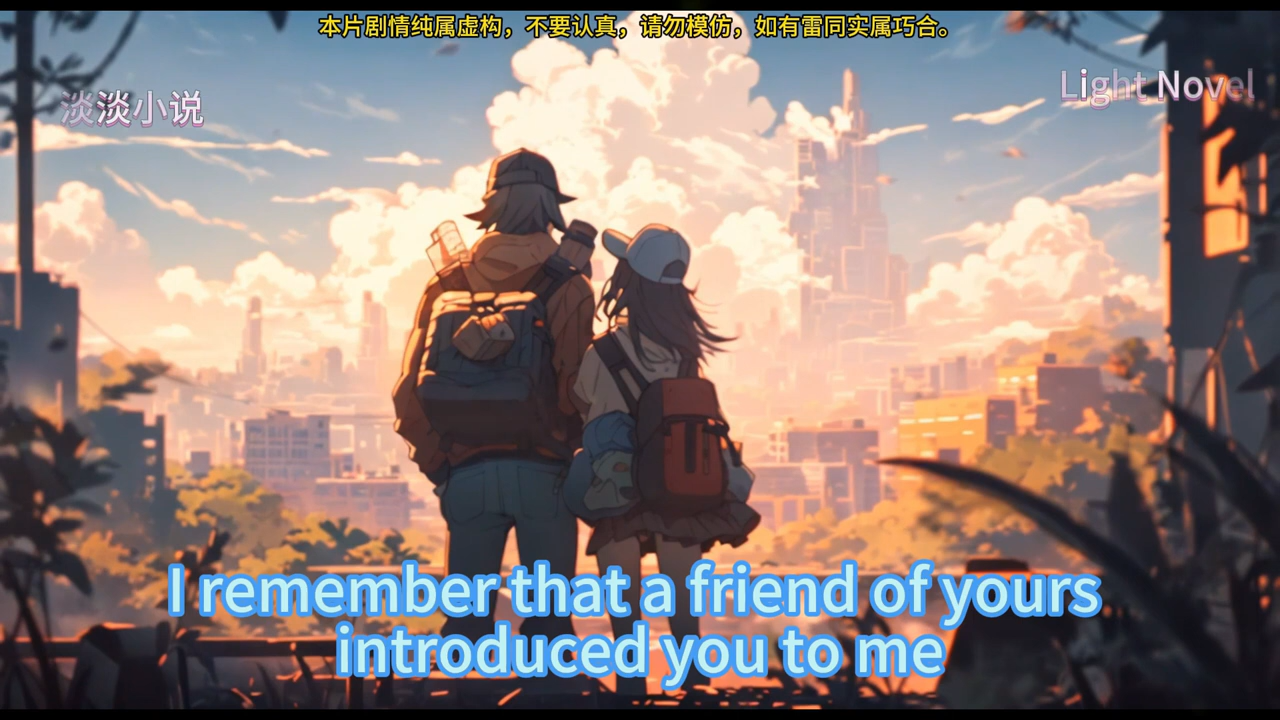 本片剧情纯属虚构，不要认真，请勿模仿，如有雷同实属巧合。
淡淡小说
Light Novel
I remember that a friend of yours
introduced you to me